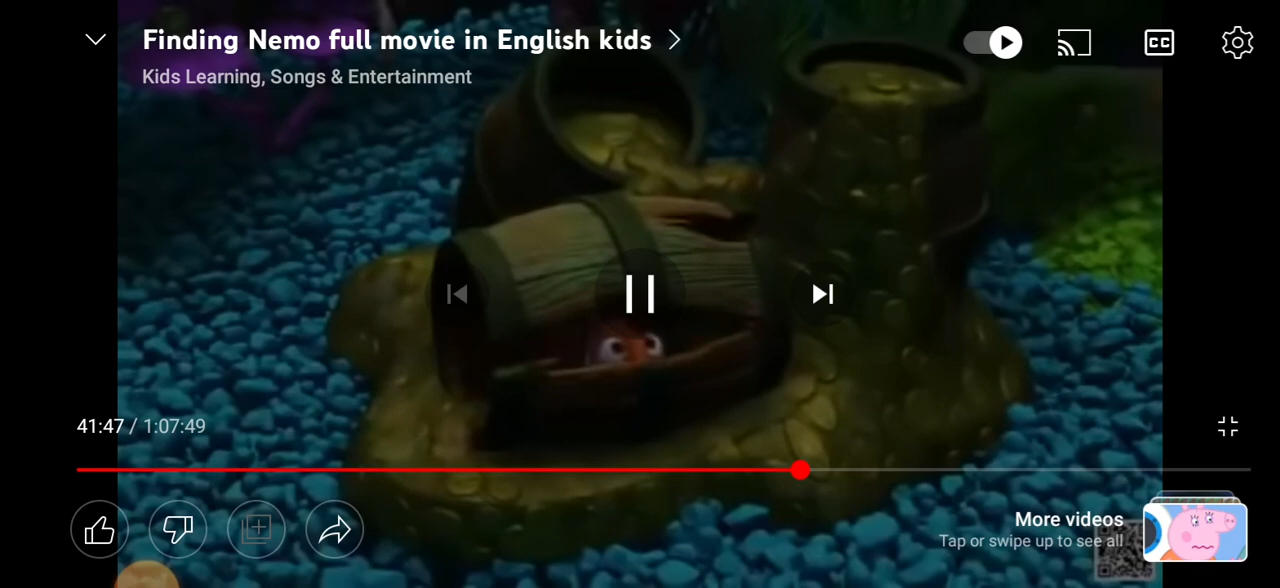 Finding Nemo full movie in English kids
Kids Learning, Songs & Entertainment
CC
41:47 / 1:07:49
More videos
Tap or swipe up to see all